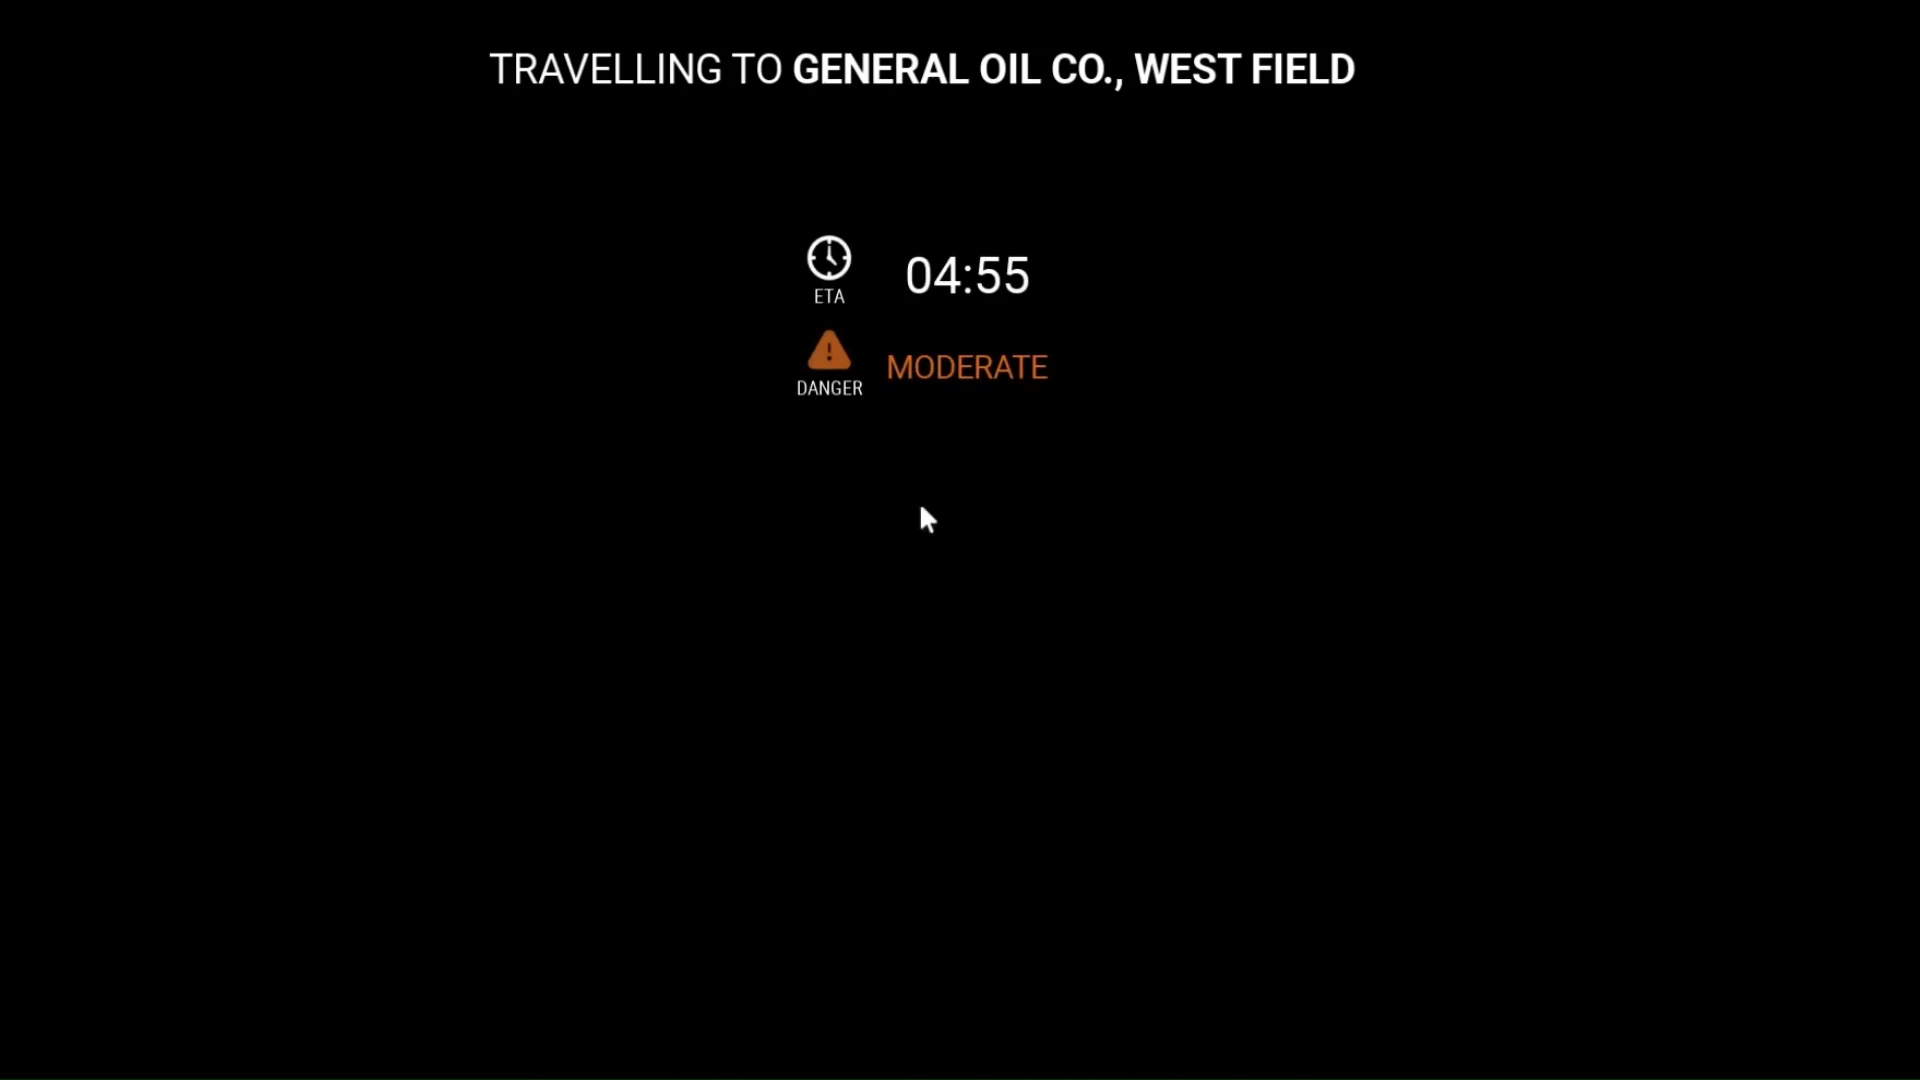 TRAVELLING TO GENERAL OIL CO., WEST FIELD
04:55
ETA
MODERATE
DANGER